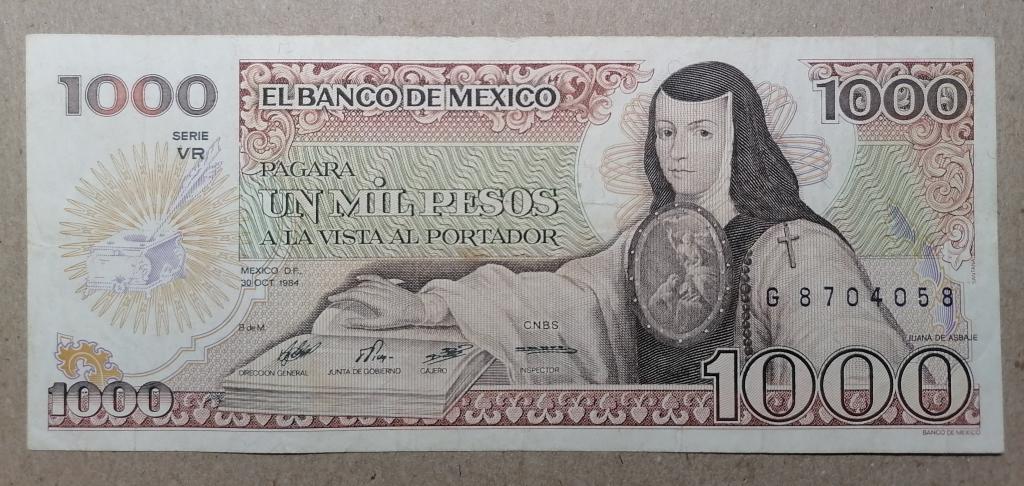 1000
EL BANCO DE MEXICO
1000
SERIE
VR
PAGARA
UN MIL PESOS
A LA VISTA AL PORTADOR
MEXICO D.F.,
30 OCT. 1984
G 8704058
B de M.
CNBS
JUANA DE ASBAJE
DIRECCION GENERAL
JUNTA DE GOBIERNO
CAJERO
INSPECTOR
1000
1000
BANCO DE MEXICO